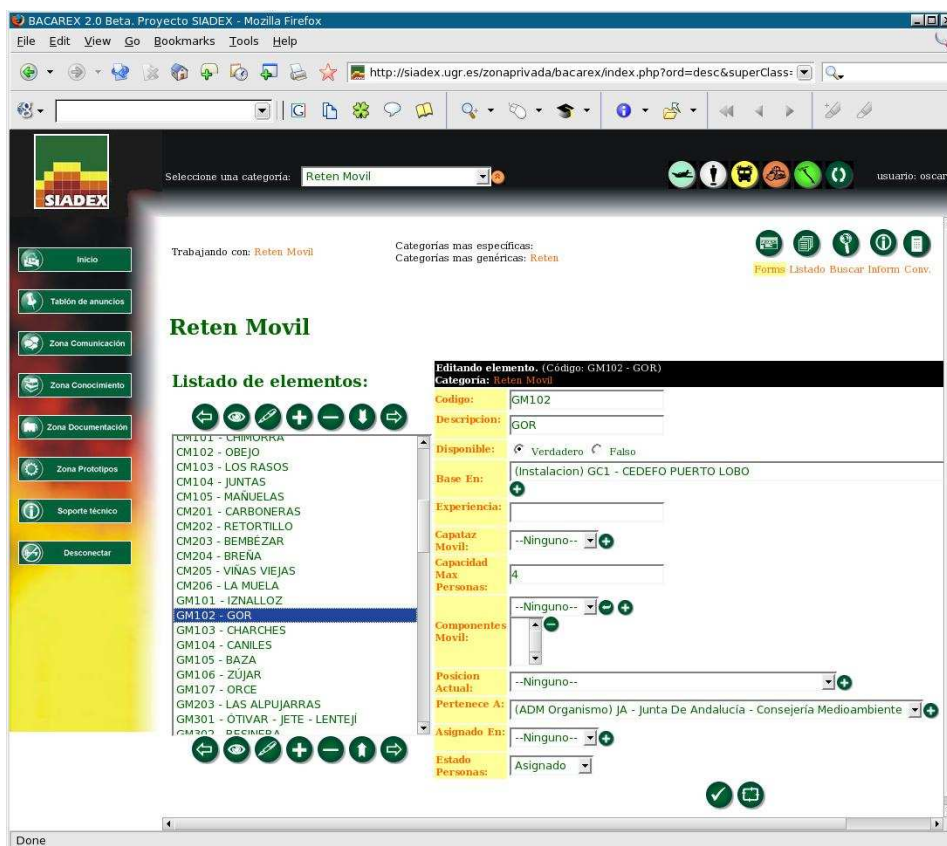 BACAREX 2.0 Beta. Proyecto SIADEX - Mozilla Firefox
File Edit View Go Bookmarks Tools Help
http://siadex.ugr.es/zonaprivada/bacarex/index.php?ord=desc&superClass=
G
SIADEX
Seleccione una categoría: Reten Movil
usuario: oscar
Inicio
Tablón de anuncios
Zona Comunicación
Zona Conocimiento
Zona Documentación
Zona Prototipos
Soporte técnico
Desconectar
Trabajando con: Reten Movil
Categorías mas específicas:
Categorías mas genéricas: Reten
Forms Listado Buscar Inform Conv.
Reten Movil
Listado de elementos:
CM101 - CHIMORRA
CM102 - OBEJO
CM103 - LOS RASOS
CM104 - JUNTAS
CM105 - MAÑUELAS
CM201 - CARBONERAS
CM202 - RETORTILLO
CM203 - BEMBÉZAR
CM204 - BREÑA
CM205 - VIÑAS VIEJAS
CM206 - LA MUELA
GM101 - IZNALLOZ
GM102 - GOR
GM103 - CHARCHES
GM104 - CANILES
GM105 - BAZA
GM106 - ZÚJAR
GM107 - ORCE
GM203 - LAS ALPUJARRAS
GM301 - ÓTIVAR - JETE - LENTEJÍ
GM302 - RESINERA
Editando elemento. (Código: GM102 - GOR)
Categoría: Reten Movil
Codigo: GM102
Descripcion: GOR
Disponible: Verdadero Falso
Base En: (Instalacion) GC1 - CEDEFO PUERTO LOBO
Experiencia:
Capataz Movil: --Ninguno--
Capacidad Max Personas: 4
Componentes Movil: --Ninguno--
Posicion Actual: --Ninguno--
Pertenece A: (ADM Organismo) JA - Junta De Andalucía - Consejería Medioambiente
Asignado En: --Ninguno--
Estado Personas: Asignado
Done